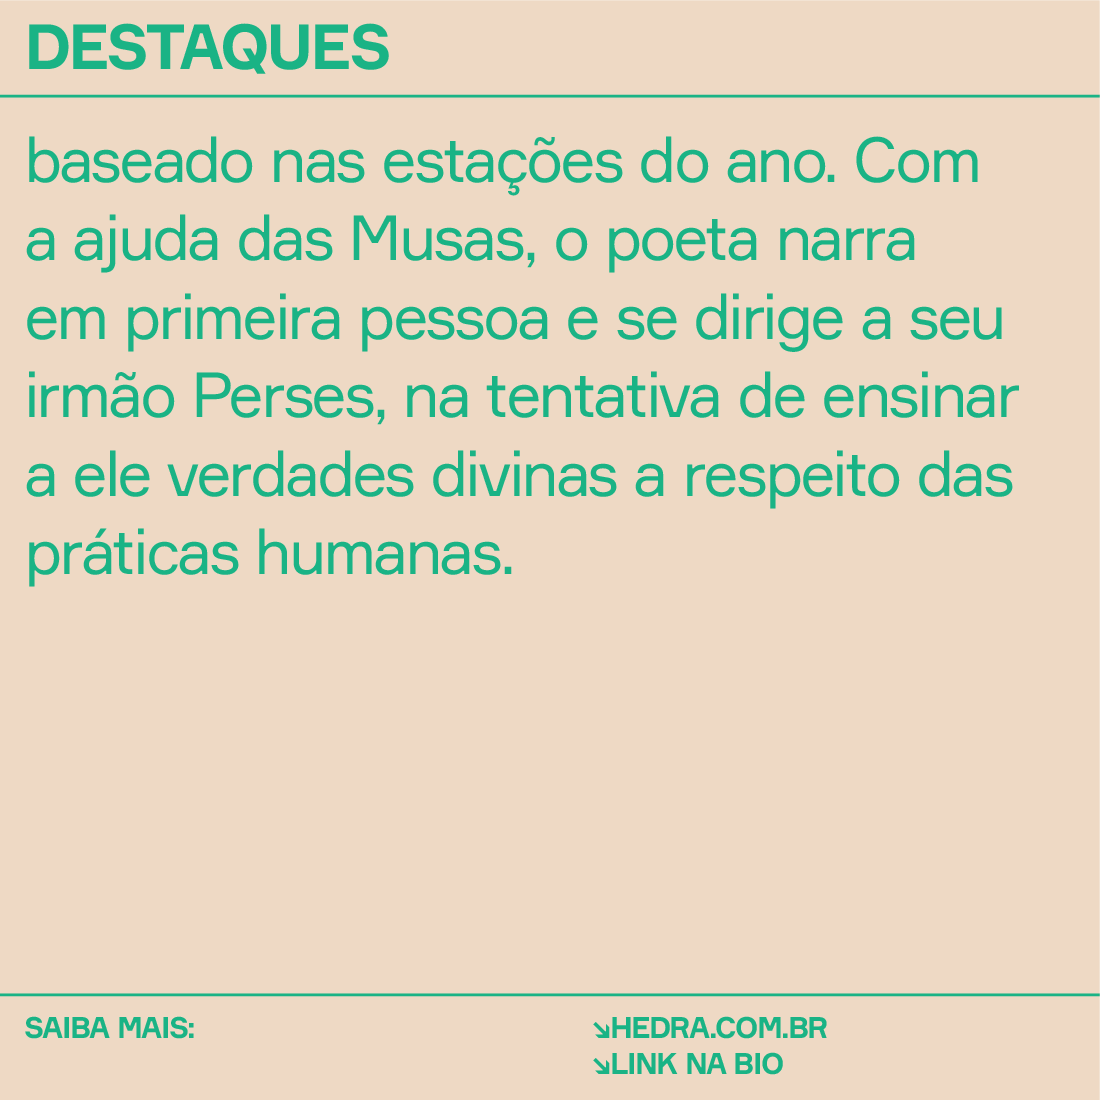 DESTAQUES
baseado nas estações do ano. Com
a ajuda das Musas, o poeta narra
em primeira pessoa e se dirige a seu
irmão Perses, na tentativa de ensinar
a ele verdades divinas a respeito das
práticas humanas.
SAIBA MAIS:
↘HEDRA.COM.BR
↘LINK NA BIO